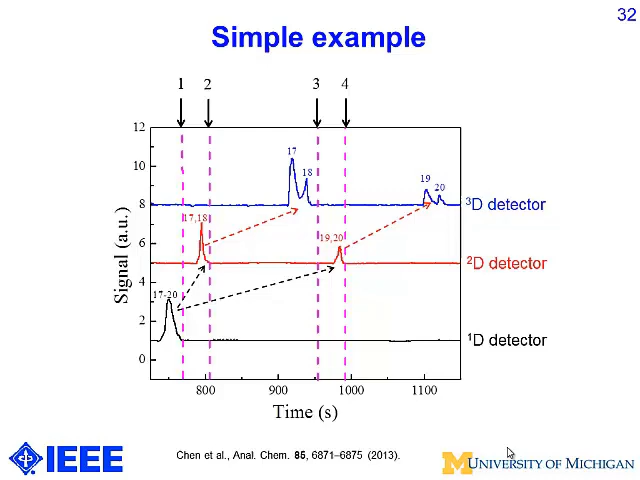 32
Simple example
1 2 3 4
12
10
8
6
4
2
0
Signal (a.u.)
17
18
19
20
17,18
19,20
17-20
³D detector
²D detector
¹D detector
800 900 1000 1100
Time (s)
Chen et al., Anal. Chem. 85, 6871–6875 (2013).
IEEE
M UNIVERSITY OF MICHIGAN